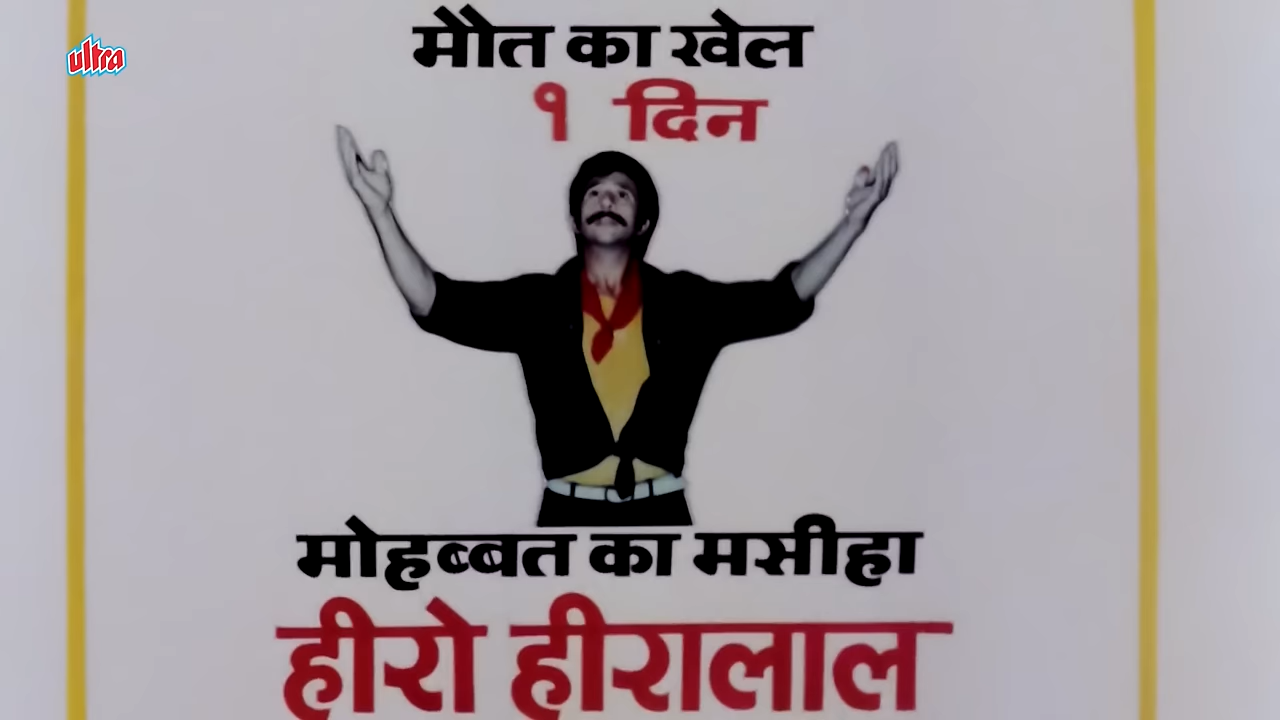 ultra
मौत का खेल
१ दिन
मोहब्बत का मसीहा
हीरो हीरालाल